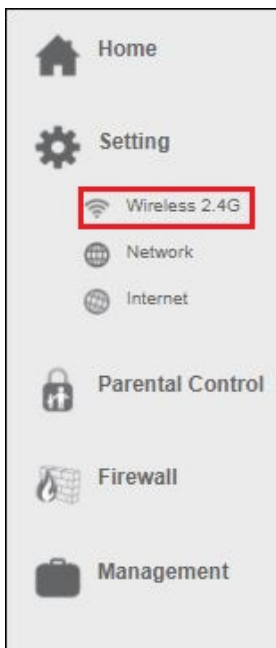 Home
Setting
Wireless 2.4G
Network
Internet
Parental Control
Firewall
Management